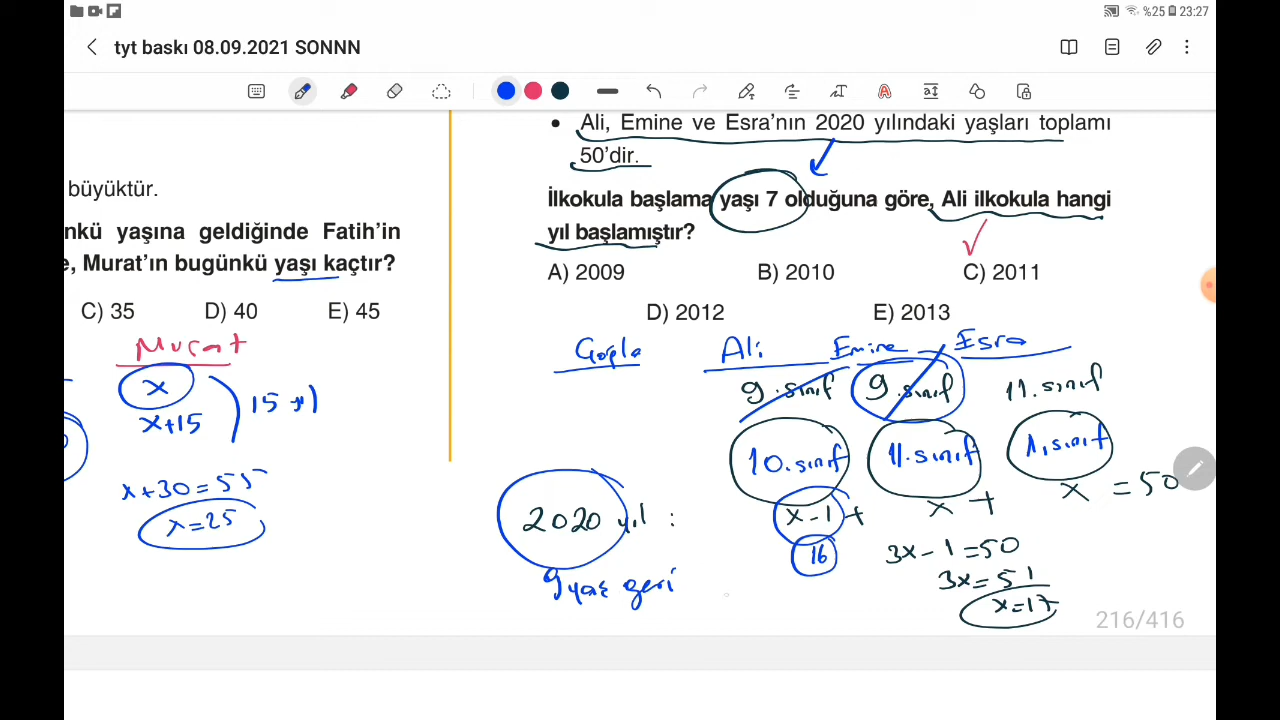 %25 23:27
tyt baskı 08.09.2021 SONNN
büyüktür.
nkü yaşına geldiğinde Fatih'in
e, Murat'ın bugünkü yaşı kaçtır?
C) 35 D) 40 E) 45
Murat
x
x+15
15 yıl
x+30=55
x=25
• Ali, Emine ve Esra'nın 2020 yılındaki yaşları toplamı
50'dir.
İlkokula başlama yaşı 7 olduğuna göre, Ali ilkokula hangi
yıl başlamıştır?
A) 2009 B) 2010 C) 2011
D) 2012 E) 2013
Ali Emine Esra
9.sınıf 9.sınıf 11.sınıf
10.sınıf 11.sınıf 11.sınıf
2020 yıl : x-1 + x + x = 50
16 3x-1=50
9 yaş geri 3x=51
x=17
216/416